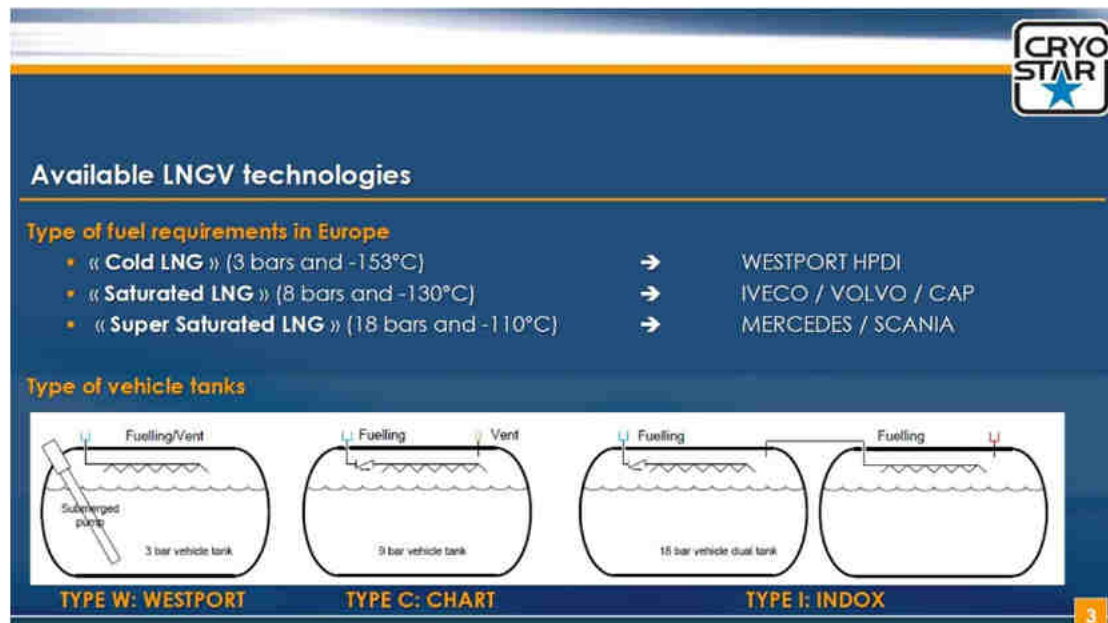 CRYO
STAR
Available LNGV technologies
Type of fuel requirements in Europe
• « Cold LNG » (3 bars and -153°C) ➔ WESTPORT HPDI
• « Saturated LNG » (8 bars and -130°C) ➔ IVECO / VOLVO / CAP
• « Super Saturated LNG » (18 bars and -110°C) ➔ MERCEDES / SCANIA
Type of vehicle tanks
Fuelling/Vent
Submerged
pump
3 bar vehicle tank
TYPE W: WESTPORT
Fuelling Vent
9 bar vehicle tank
TYPE C: CHART
Fuelling Fuelling
18 bar vehicle dual tank
TYPE I: INDOX
3